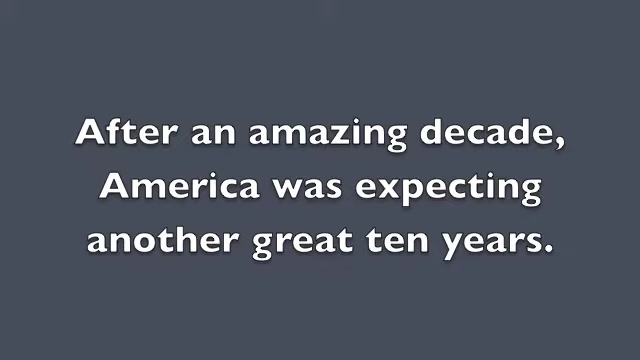 After an amazing decade,
America was expecting
another great ten years.